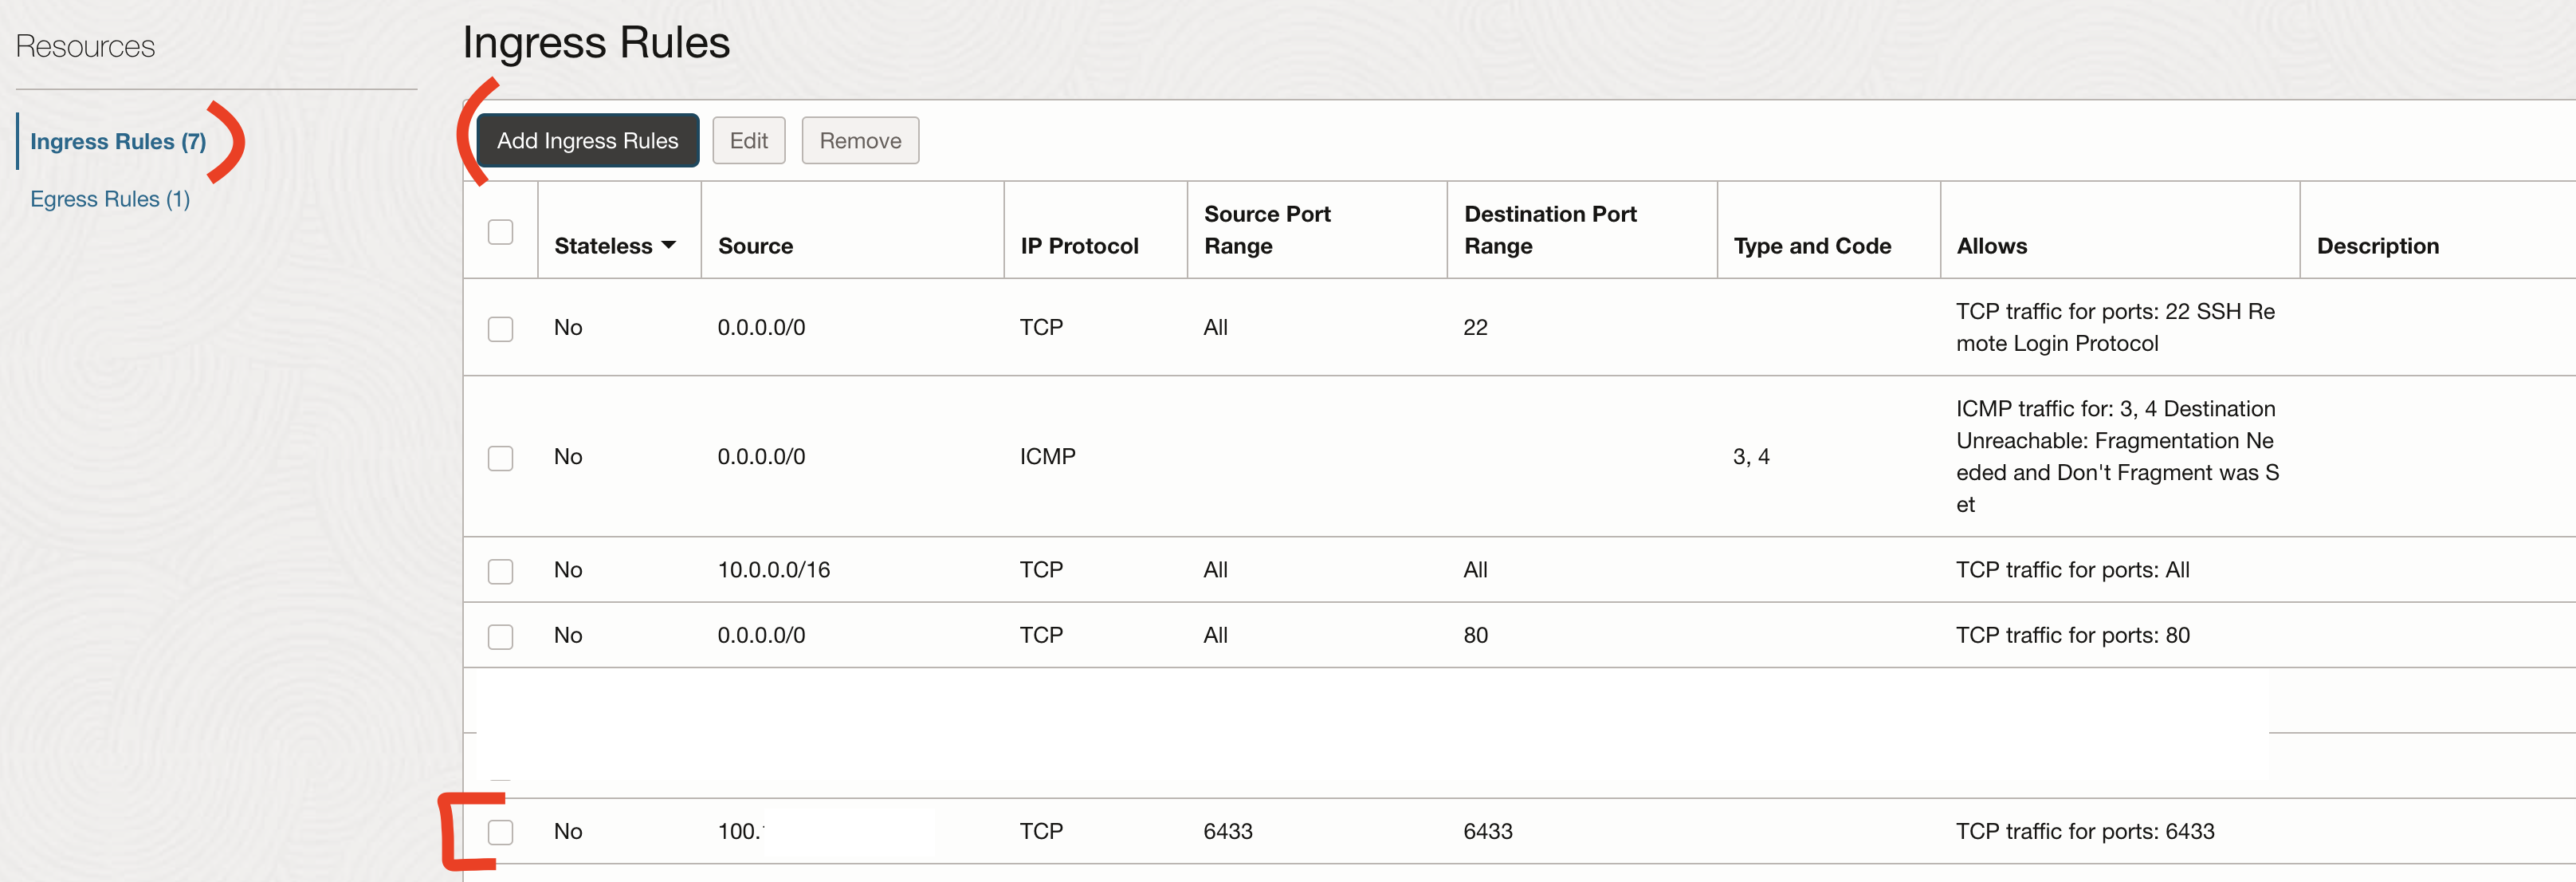 Resources
Ingress Rules (7)
Egress Rules (1)
Ingress Rules
Add Ingress Rules Edit Remove
Stateless Source IP Protocol Source Port Range Destination Port Range Type and Code Allows Description
No 0.0.0.0/0 TCP All 22 TCP traffic for ports: 22 SSH Re
mote Login Protocol
No 0.0.0.0/0 ICMP 3, 4 ICMP traffic for: 3, 4 Destination
Unreachable: Fragmentation Ne
eded and Don't Fragment was S
et
No 10.0.0.0/16 TCP All All TCP traffic for ports: All
No 0.0.0.0/0 TCP All 80 TCP traffic for ports: 80
No 100. TCP 6433 6433 TCP traffic for ports: 6433